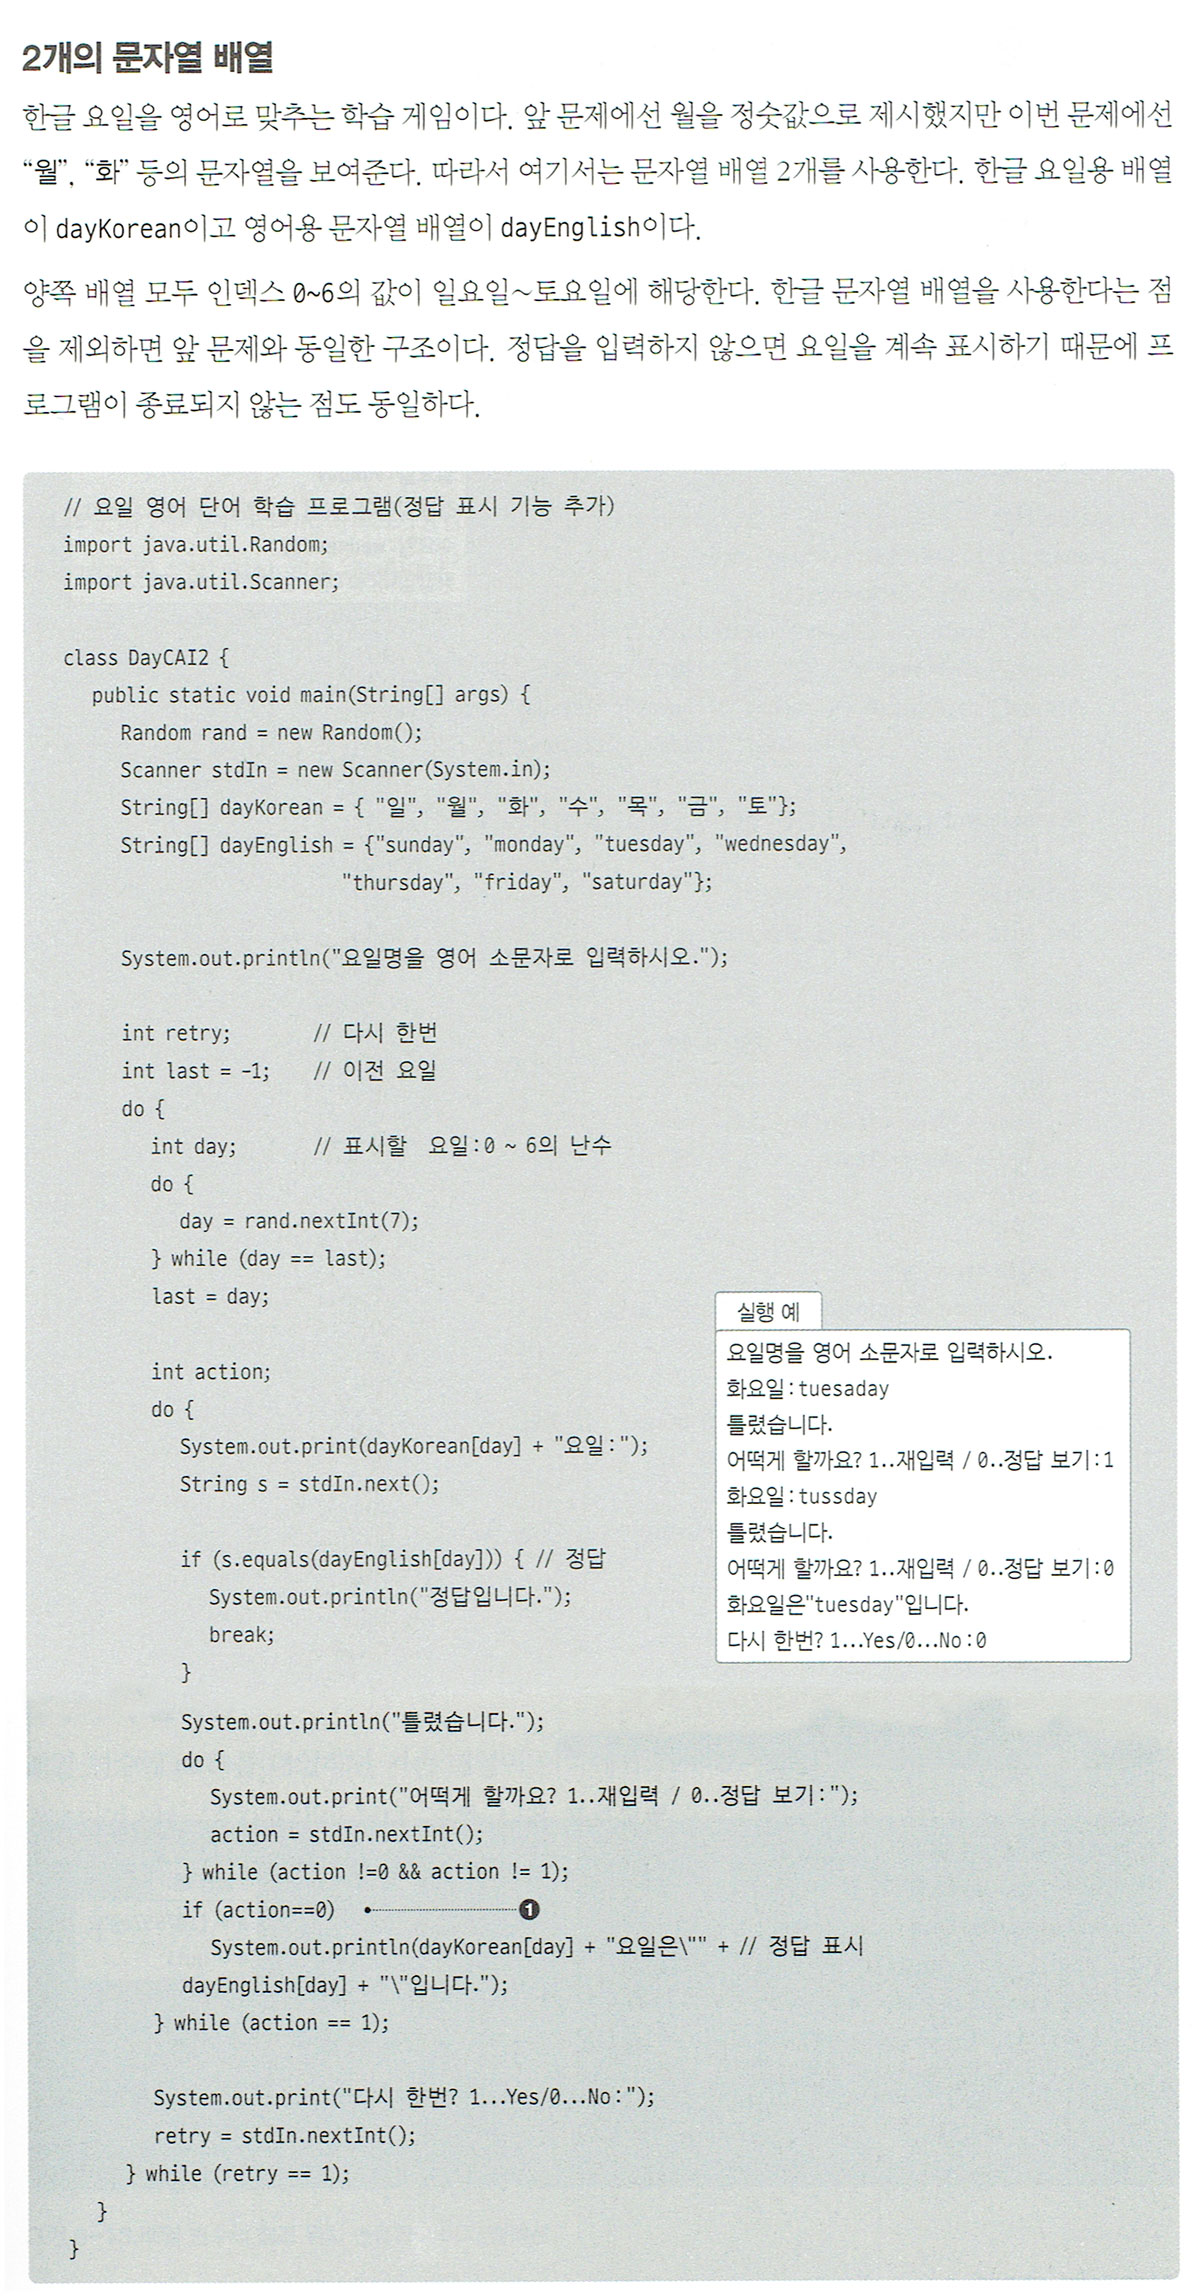 2개의 문자열 배열
한글 요일을 영어로 맞추는 학습 게임이다. 앞 문제에선 월을 정숫값으로 제시했지만 이번 문제에선
“월”, “화” 등의 문자열을 보여준다. 따라서 여기서는 문자열 배열 2개를 사용한다. 한글 요일용 배열
이 dayKorean이고 영어용 문자열 배열이 dayEnglish이다.
양쪽 배열 모두 인덱스 0~6의 값이 일요일~토요일에 해당한다. 한글 문자열 배열을 사용한다는 점
을 제외하면 앞 문제와 동일한 구조이다. 정답을 입력하지 않으면 요일을 계속 표시하기 때문에 프
로그램이 종료되지 않는 점도 동일하다.
// 요일 영어 단어 학습 프로그램(정답 표시 기능 추가)
import java.util.Random;
import java.util.Scanner;
class DayCAI2 {
public static void main(String[] args) {
Random rand = new Random();
Scanner stdIn = new Scanner(System.in);
String[] dayKorean = { "일", "월", "화", "수", "목", "금", "토"};
String[] dayEnglish = {"sunday", "monday", "tuesday", "wednesday",
"thursday", "friday", "saturday"};
System.out.println("요일명을 영어 소문자로 입력하시오.");
int retry; // 다시 한번
int last = -1; // 이전 요일
do {
int day; // 표시할 요일:0 ~ 6의 난수
do {
day = rand.nextInt(7);
} while (day == last);
last = day;
int action;
do {
System.out.print(dayKorean[day] + "요일:");
String s = stdIn.next();
if (s.equals(dayEnglish[day])) { // 정답
System.out.println("정답입니다.");
break;
}
System.out.println("틀렸습니다.");
do {
System.out.print("어떡게 할까요? 1..재입력 / 0..정답 보기:");
action = stdIn.nextInt();
} while (action !=0 && action != 1);
if (action==0) ❶
System.out.println(dayKorean[day] + "요일은\"" + // 정답 표시
dayEnglish[day] + "\"입니다.");
} while (action == 1);
System.out.print("다시 한번? 1...Yes/0...No:");
retry = stdIn.nextInt();
} while (retry == 1);
}
}
실행 예
요일명을 영어 소문자로 입력하시오.
화요일:tuesaday
틀렸습니다.
어떡게 할까요? 1..재입력 / 0..정답 보기:1
화요일:tussday
틀렸습니다.
어떡게 할까요? 1..재입력 / 0..정답 보기:0
화요일은"tuesday"입니다.
다시 한번? 1...Yes/0...No:0